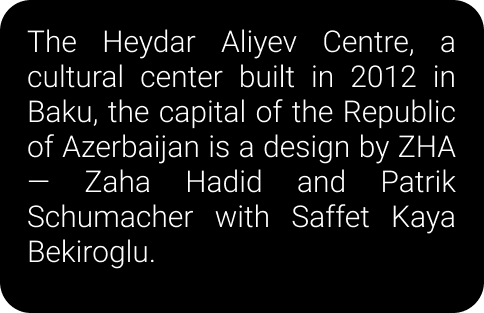 The Heydar Aliyev Centre, a
cultural center built in 2012 in
Baku, the capital of the Republic
of Azerbaijan is a design by ZHA
— Zaha Hadid and Patrik
Schumacher with Saffet Kaya
Bekiroglu.